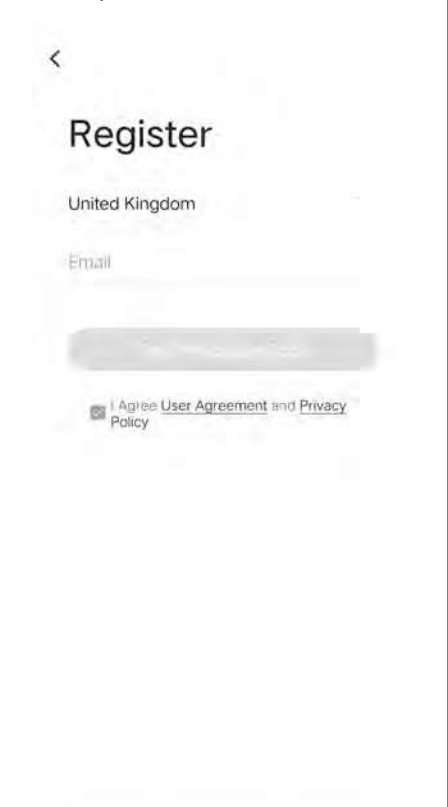 Register
United Kingdom
Email
I Agree User Agreement and Privacy
Policy